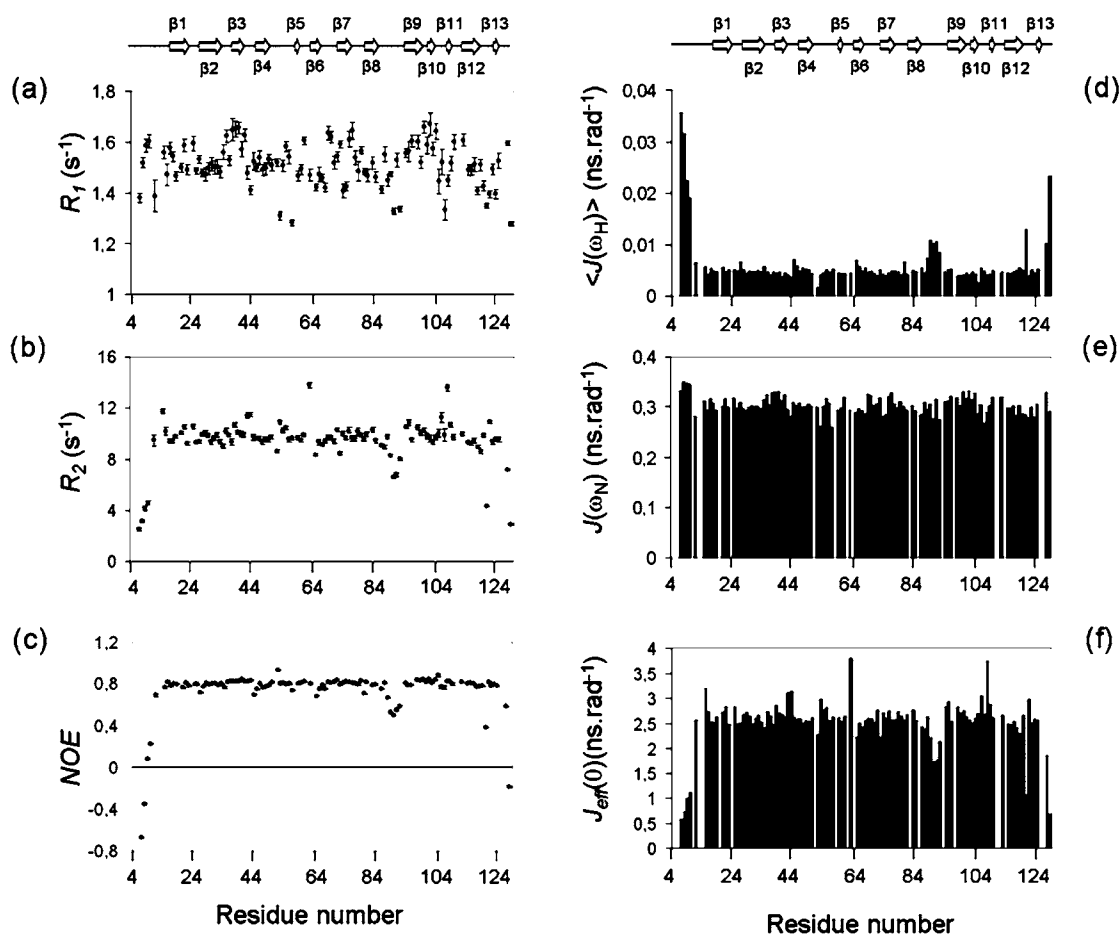 β1 β3 β5 β7 β9 β11 β13
β2 β4 β6 β8 β10 β12
(a)
R1 (s-1)
1,8
1,6
1,4
1,2
1
4 24 44 64 84 104 124
(b)
R2 (s-1)
16
12
8
4
0
4 24 44 64 84 104 124
(c)
NOE
1.2
0.8
0.4
0
-0.4
-0.8
4 24 44 64 84 104 124
Residue number
β1 β3 β5 β7 β9 β11 β13
β2 β4 β6 β8 β10 β12
(d)
<J(ωH)> (ns.rad-1)
0,04
0,03
0,02
0,01
0
4 24 44 64 84 104 124
(e)
J(ωN) (ns.rad-1)
0,4
0,3
0,2
0,1
0
4 24 44 64 84 104 124
(f)
Jeff(0)(ns.rad-1)
4
3,5
3
2,5
2
1,5
1
0,5
0
4 24 44 64 84 104 124
Residue number